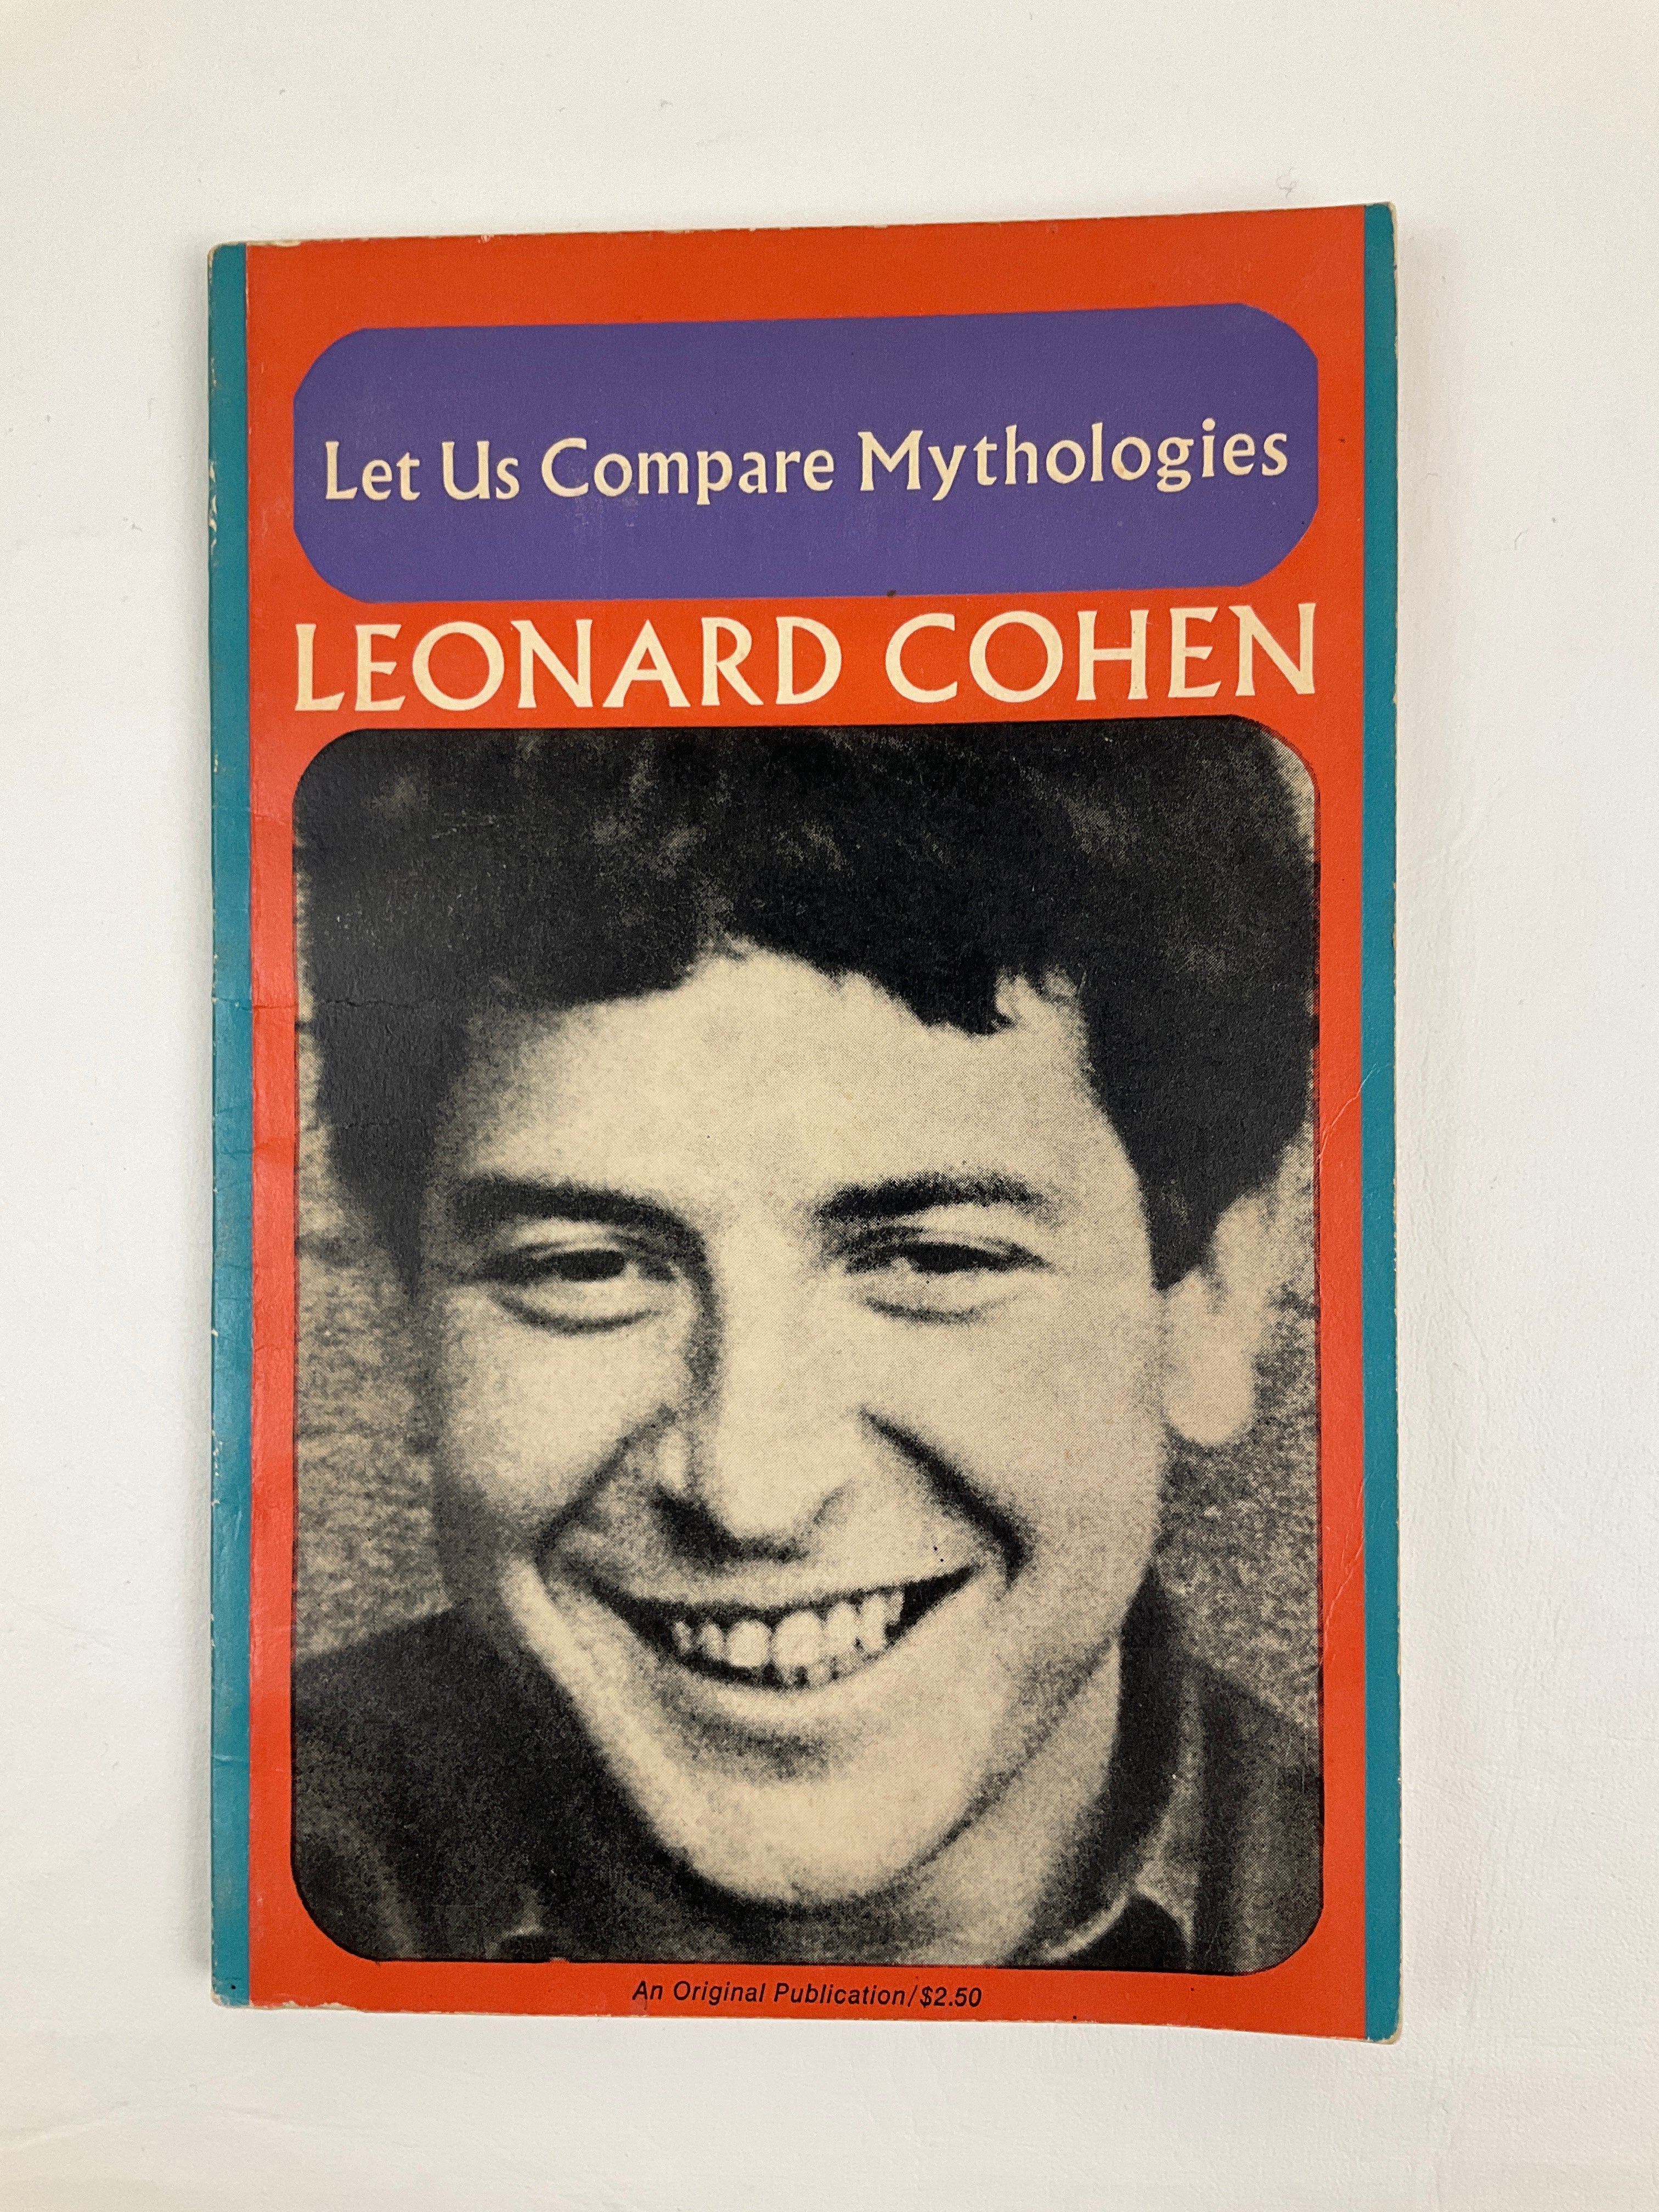 Let Us Compare Mythologies
LEONARD COHEN
An Original Publication/$2.50